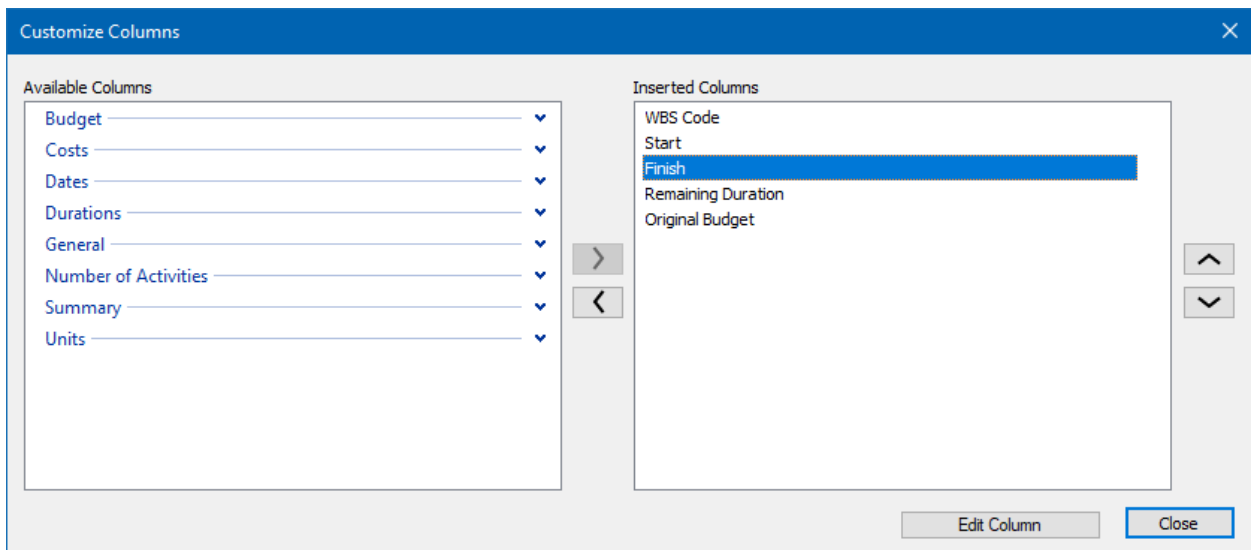 Customize Columns
Available Columns
Budget
Costs
Dates
Durations
General
Number of Activities
Summary
Units
Inserted Columns
WBS Code
Start
Finish
Remaining Duration
Original Budget
Edit Column
Close